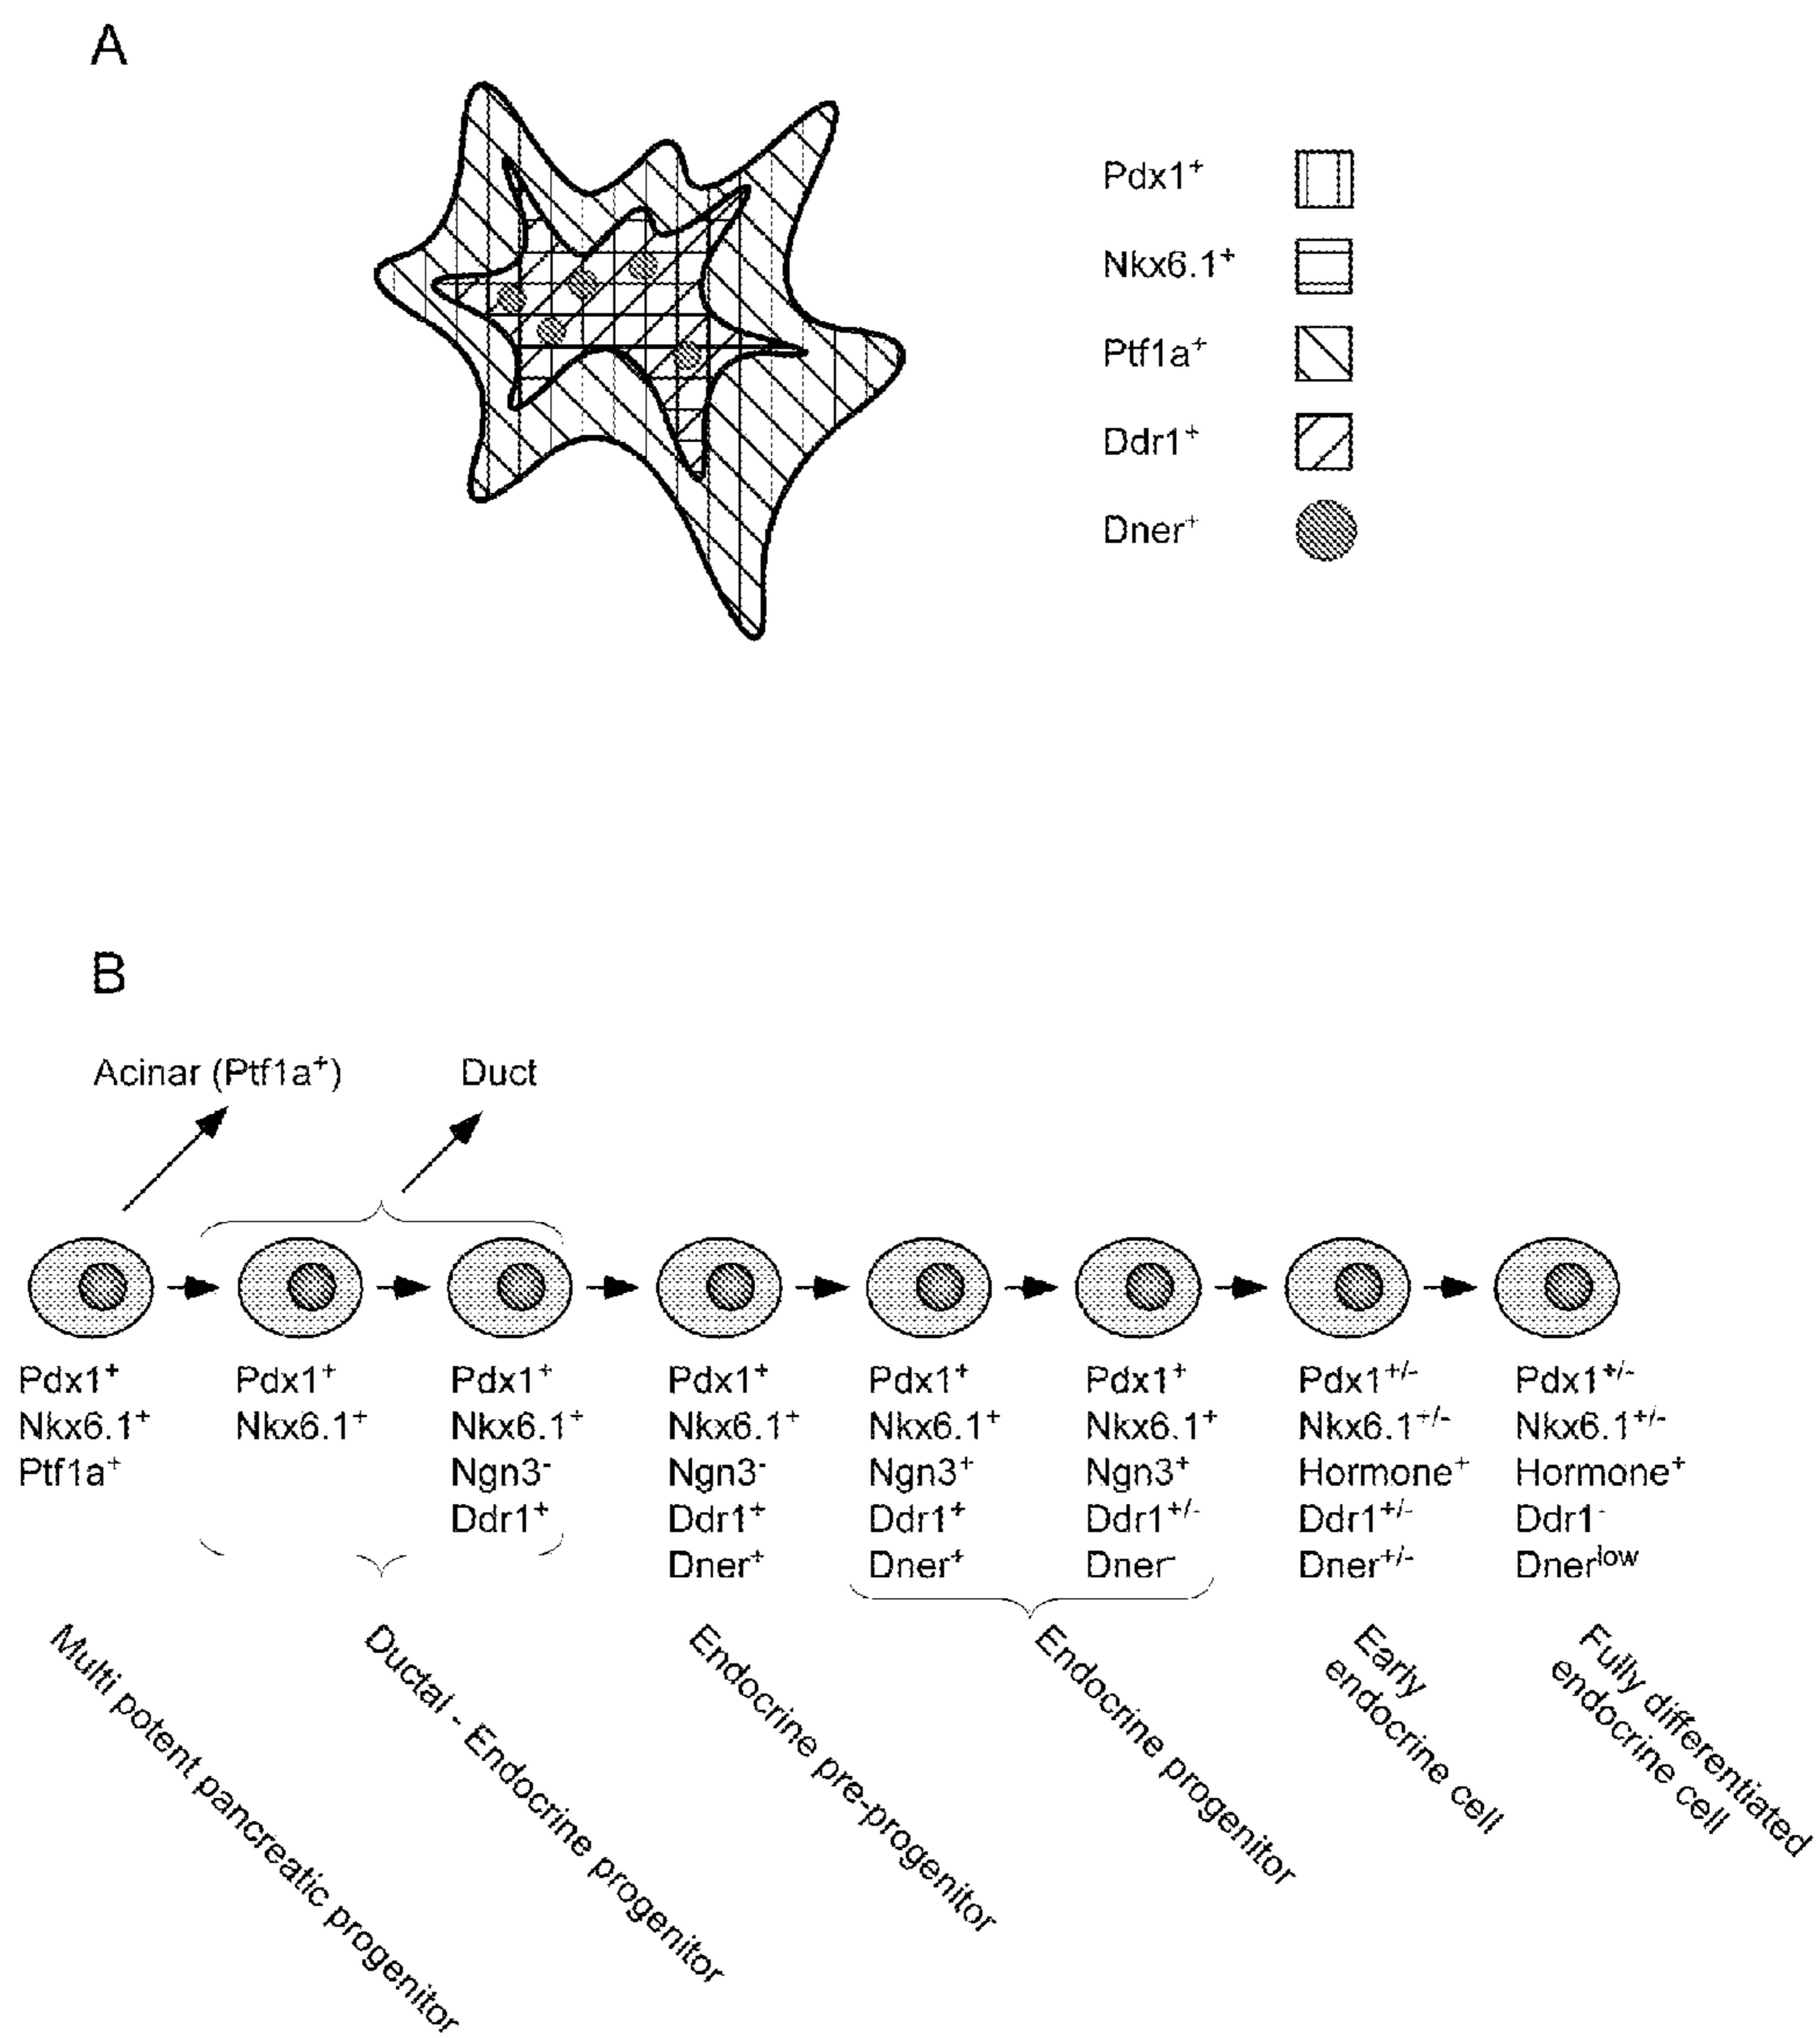 A
Pdx1⁺
Nkx6.1⁺
Ptf1a⁺
Ddr1⁺
Dner⁺
B
Acinar (Ptf1a⁺)
Duct
Pdx1⁺
Nkx6.1⁺
Ptf1a⁺
Pdx1⁺
Nkx6.1⁺
Pdx1⁺
Nkx6.1⁺
Ngn3⁻
Ddr1⁺
Pdx1⁺
Nkx6.1⁺
Ngn3⁻
Ddr1⁺
Dner⁺
Pdx1⁺
Nkx6.1⁺
Ngn3⁺
Ddr1⁺
Dner⁺
Pdx1⁺
Nkx6.1⁺
Ngn3⁺
Ddr1⁺/⁻
Dner⁻
Pdx1⁺/⁻
Nkx6.1⁺/⁻
Hormone⁺
Ddr1⁺/⁻
Dner⁺/⁻
Pdx1⁺/⁻
Nkx6.1⁺/⁻
Hormone⁺
Ddr1⁻
Dnerˡᵒʷ
Multi potent pancreatic progenitor
Ductal - Endocrine progenitor
Endocrine pre-progenitor
Endocrine progenitor
Early
endocrine cell
Fully differentiated
endocrine cell